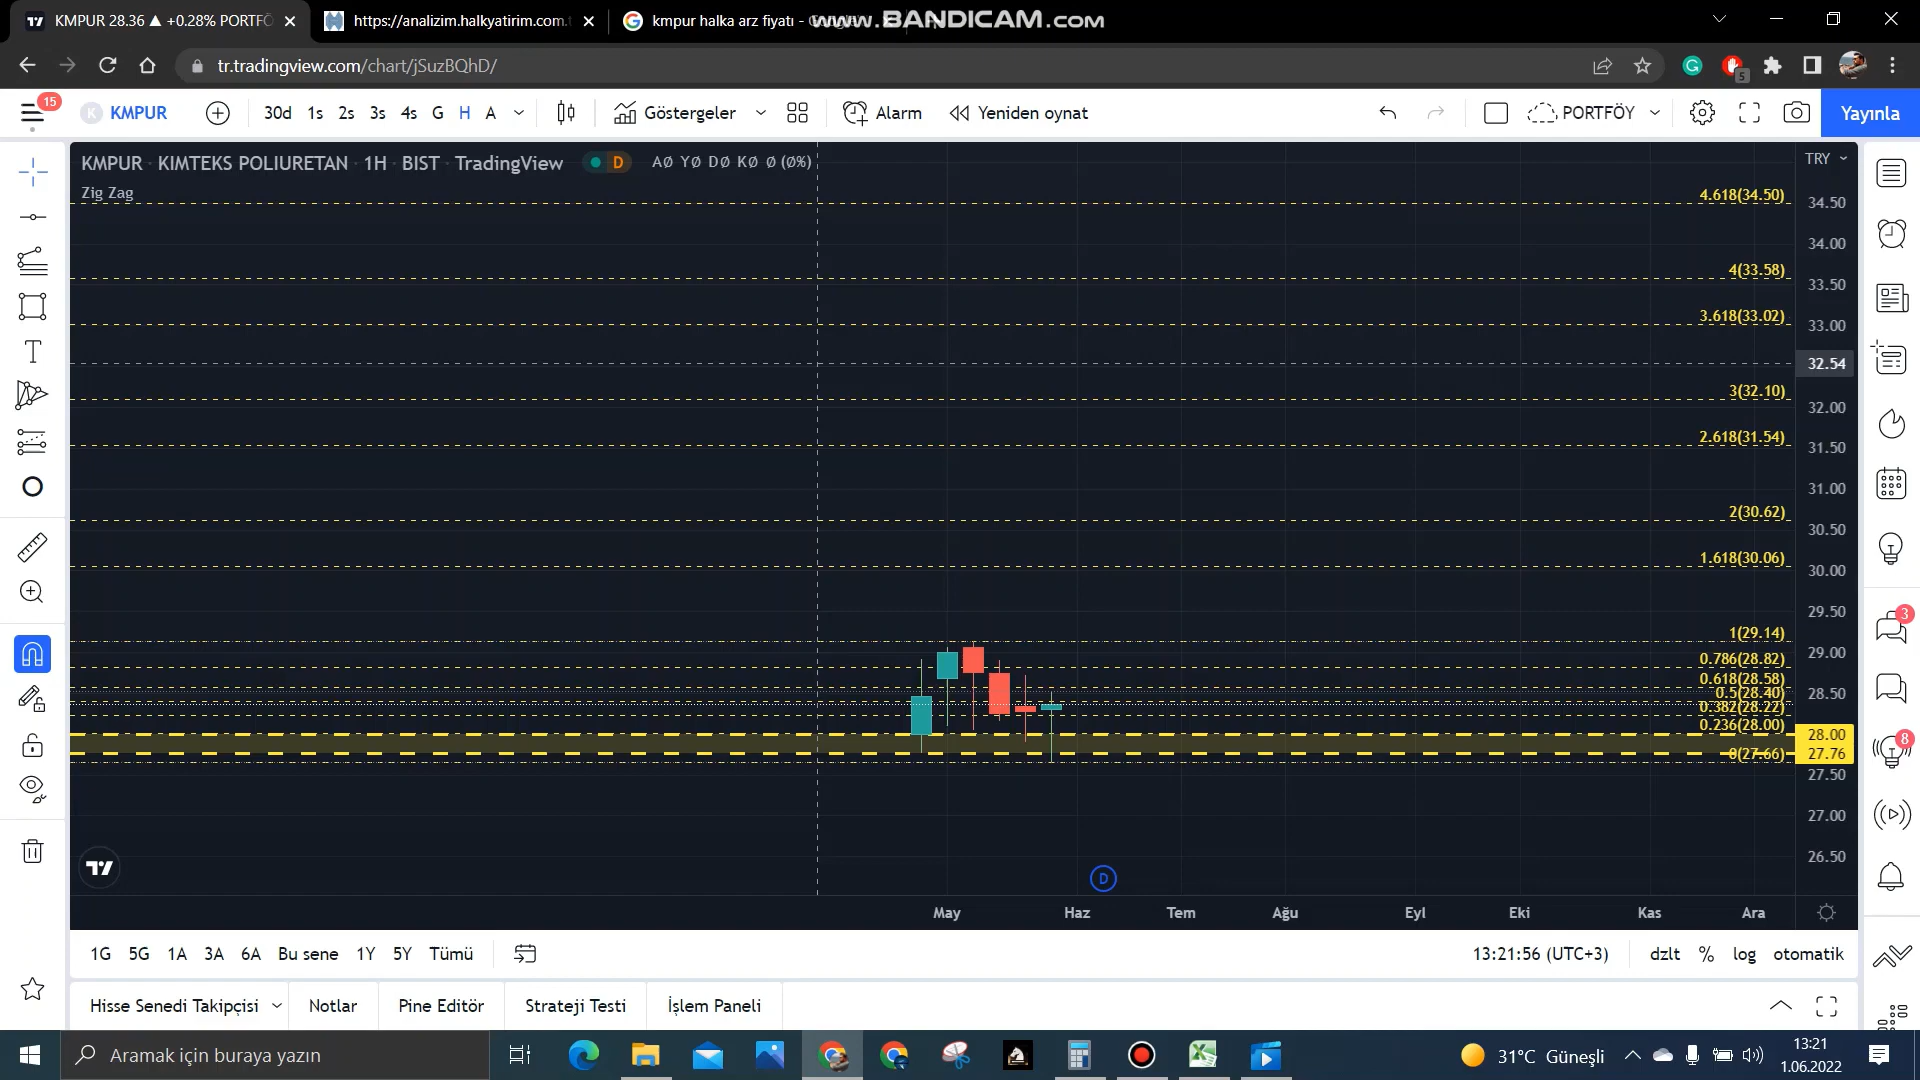 KMPUR 28.36 ▲ +0.28% PORTFÖ
https://analizim.halkyatirim.com.t
kmpur halka arz fiyatı -
www.BANDICAM.com
tr.tradingview.com/chart/jSuzBQhD/
5
15
K KMPUR
30d 1s 2s 3s 4s G H A
Göstergeler
Alarm
Yeniden oynat
PORTFÖY
Yayınla
KMPUR · KIMTEKS POLIURETAN · 1H · BIST · TradingView
D
AØ YØ DØ KØ Ø (Ø%)
TRY
Zig Zag
4.618(34.50)
34.50
34.00
4(33.58)
33.50
3.618(33.02)
33.00
32.54
3(32.10)
32.00
2.618(31.54)
31.50
31.00
2(30.62)
30.50
1.618(30.06)
30.00
29.50
1(29.14)
29.00
0.786(28.82)
0.618(28.58)
0.5(28.40)
28.50
0.382(28.22)
0.236(28.00)
28.00
0(27.66)
27.76
27.50
27.00
26.50
3
8
D
May Haz Tem Ağu Eyl Eki Kas Ara
1G 5G 1A 3A 6A Bu sene 1Y 5Y Tümü
13:21:56 (UTC+3)
dzlt % log otomatik
Hisse Senedi Takipçisi
Notlar
Pine Editör
Strateji Testi
İşlem Paneli
Aramak için buraya yazın
31°C Güneşli
13:21
1.06.2022